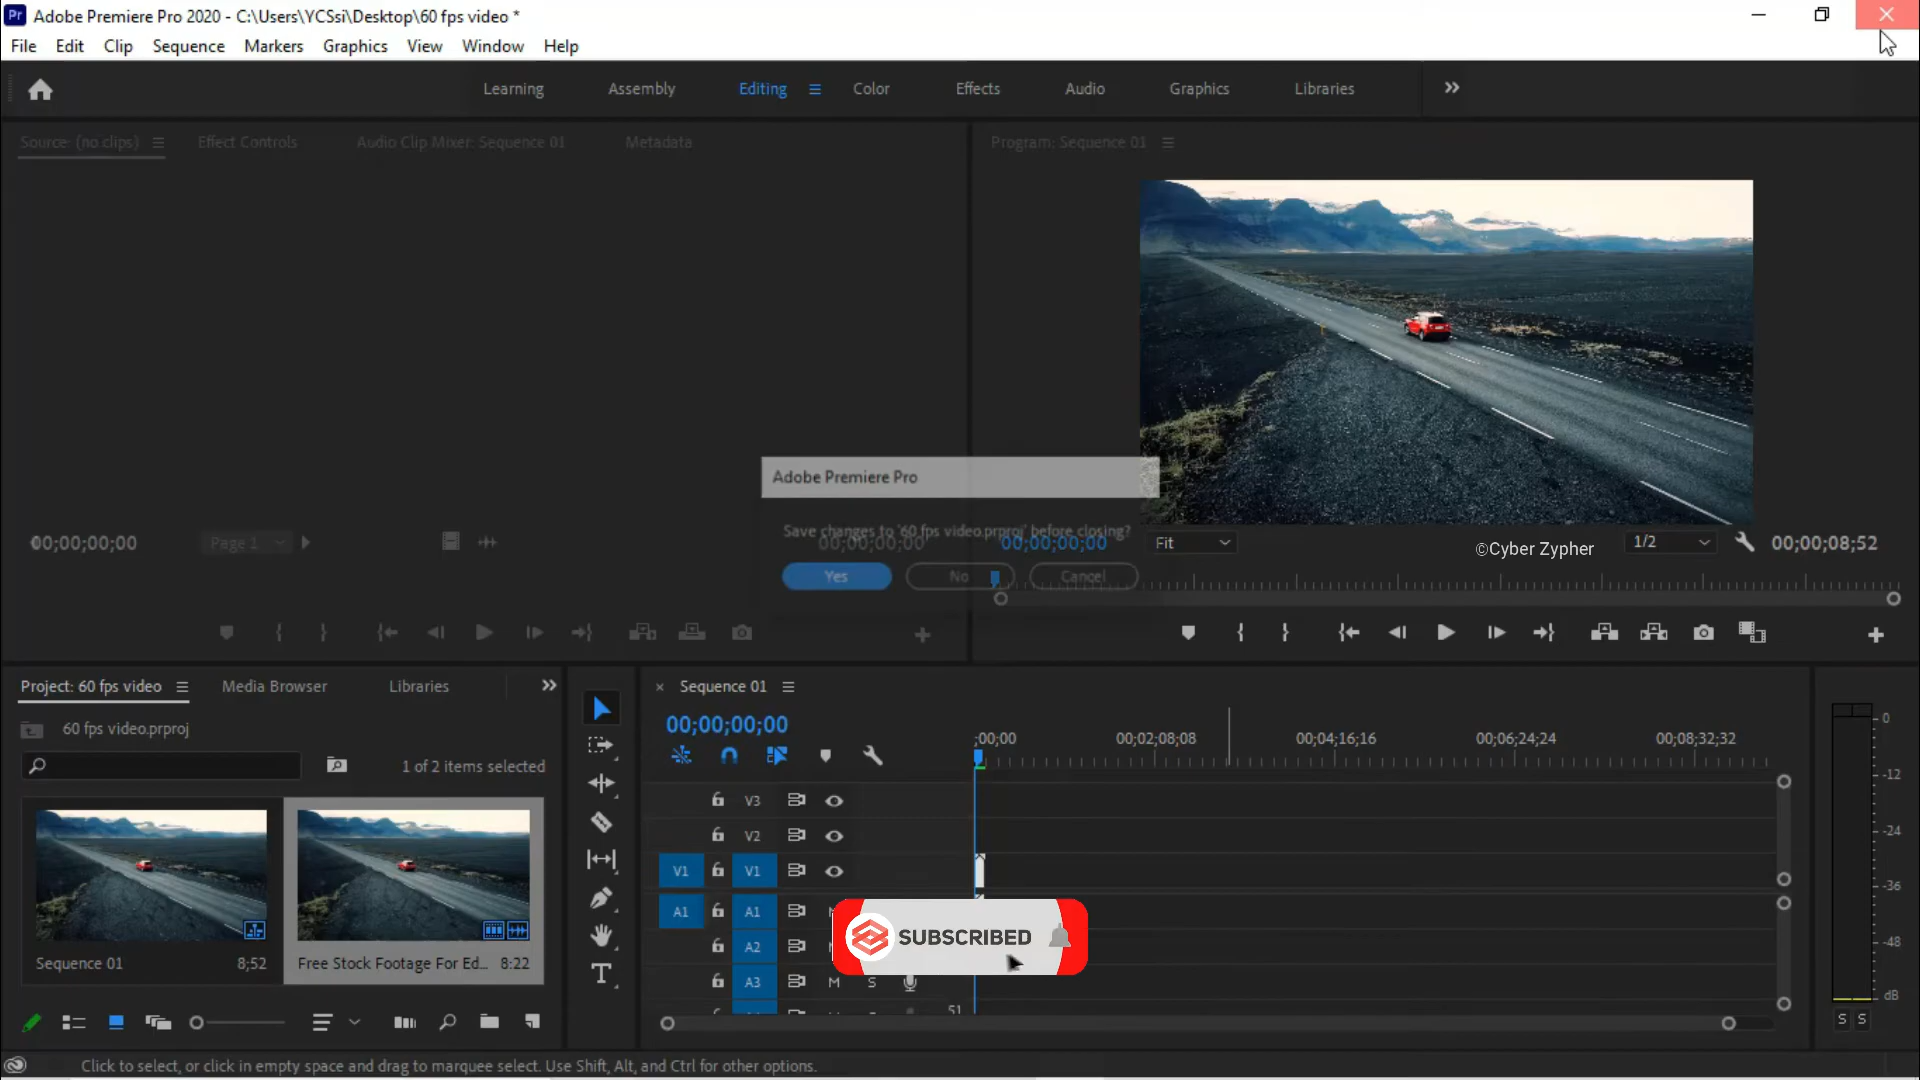 Pr Adobe Premiere Pro 2020 - C:\Users\YCSsi\Desktop\60 fps video *
File Edit Clip Sequence Markers Graphics View Window Help
Learning Assembly Editing Color Effects Audio Graphics Libraries
Source: (no clips) Effect Controls Audio Clip Mixer: Sequence 01 Metadata
Program: Sequence 01
Adobe Premiere Pro
Save changes to '60 fps video.prproj' before closing?
Yes No Cancel
00;00;00;00 Page 1 00;00;00;00
00;00;00;00 Fit ©Cyber Zypher 1/2 00;00;08;52
Project: 60 fps video Media Browser Libraries
60 fps video.prproj
1 of 2 items selected
Sequence 01 8;52
Free Stock Footage For Ed... 8:22
T
× Sequence 01
00;00;00;00
;00;00 00;02;08;08 00;04;16;16 00;06;24;24 00;08;32;32
V3
V2
V1 V1
A1 A1 M
A2 M
A3 M S
51
SUBSCRIBED
0
-12
-24
-36
-48
dB
S S
Click to select, or click in empty space and drag to marquee select. Use Shift, Alt, and Ctrl for other options.